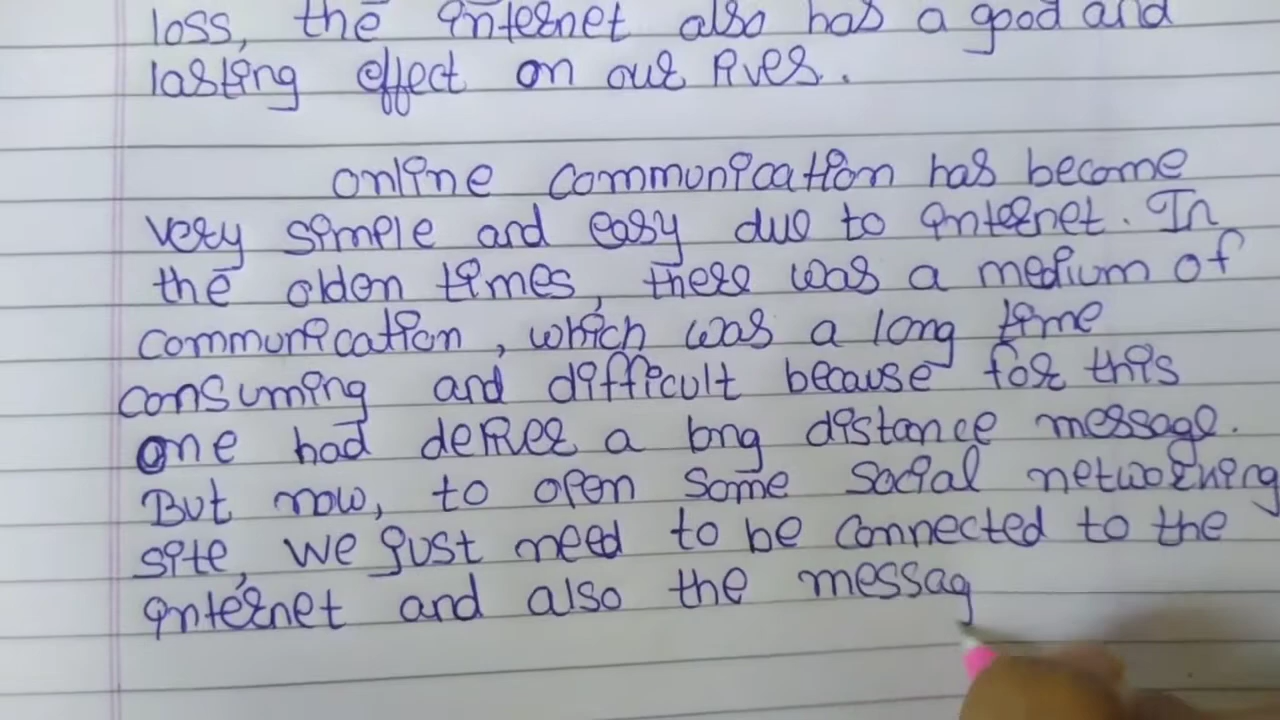 loss, the internet also has a good and
lasting effect on our lives.
online communication has become
very simple and easy due to internet. In
the olden times, there was a medium of
communication, which was a long time
consuming and difficult because for this
one had deliver a long distance message.
But now, to open some social networking
site, we just need to be connected to the
internet and also the messag